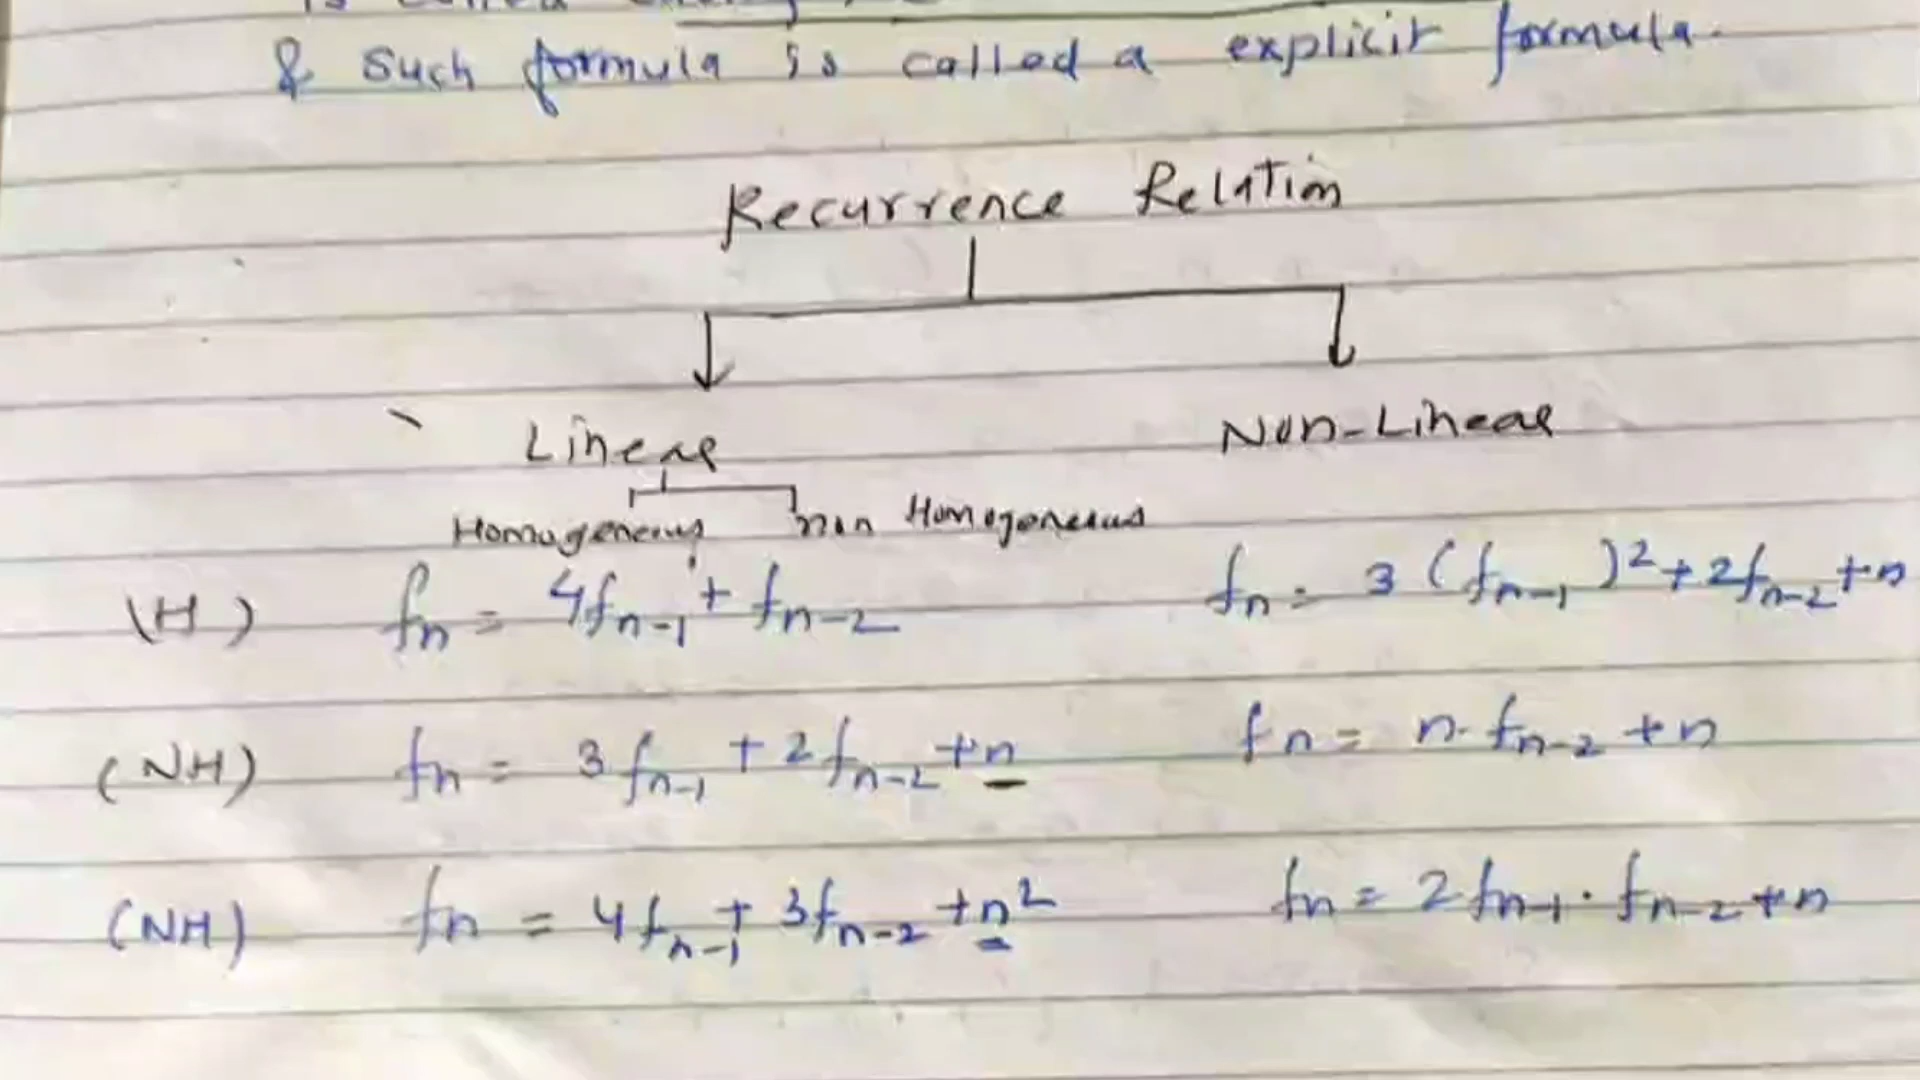 & such formula is called a explicit formula.
Recurrence Relation
Linear Non-Linear
Homogeneous non Homogeneous
(H) fn = 4fn-1 + fn-2 fn = 3 (fn-1)² + 2fn-2 + n
(NH) fn = 3fn-1 + 2fn-2 + n fn = n. fn-2 + n
(NH) fn = 4fn-1 + 3fn-2 + n² fn = 2 fn-1 . fn-2 + n